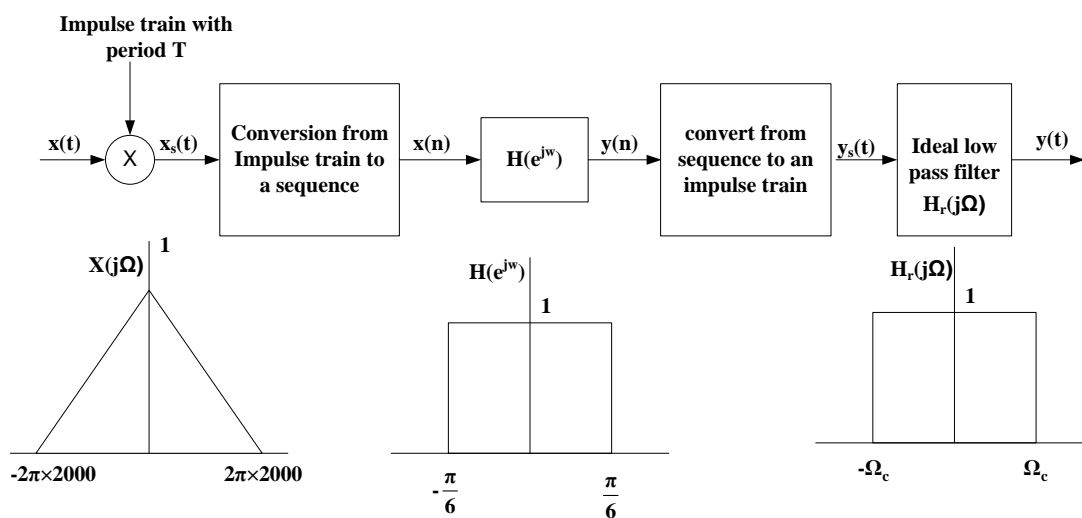 Impulse train with
period T
x(t)
X
xs(t)
Conversion from
Impulse train to
a sequence
x(n)
H(e^jw)
y(n)
convert from
sequence to an
impulse train
ys(t)
Ideal low
pass filter
Hr(jΩ)
y(t)
X(jΩ)
1
-2π×2000
2π×2000
H(e^jw)
1
-π/6
π/6
Hr(jΩ)
1
-Ωc
Ωc